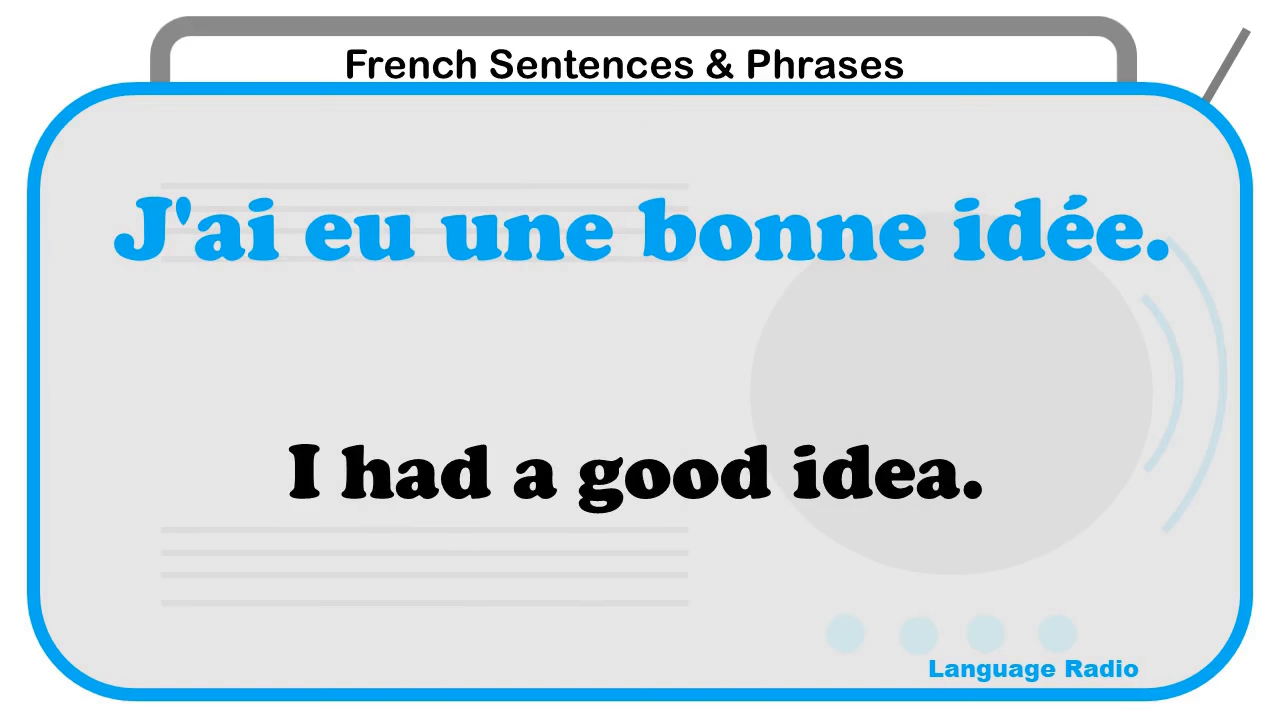 French Sentences & Phrases
J'ai eu une bonne idée.
I had a good idea.
Language Radio